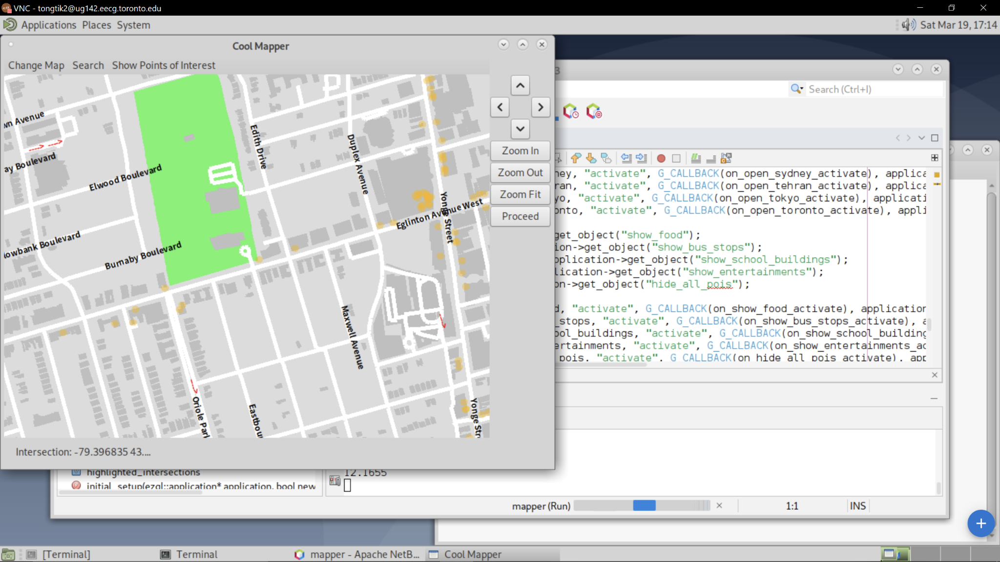 VNC - tongtik2@ug142.eecg.toronto.edu
Applications Places System
Sat Mar 19, 17:14
Cool Mapper
Change Map Search Show Points of Interest
wn Avenue
ay Boulevard
Elwood Boulevard
lowbank Boulevard
Burnaby Boulevard
Edith Drive
Duplex Avenue
Yonge Street
Eglinton Avenue West
Maxwell Avenue
Oriole Parl
Eastbou
Yonge Str
Zoom In
Zoom Out
Zoom Fit
Proceed
Intersection: -79.396835 43....
3
Search (Ctrl+I)
ney, "activate", G_CALLBACK(on_open_sydney_activate), applica
ran, "activate", G_CALLBACK(on_open_tehran_activate), applica
yo, "activate", G_CALLBACK(on_open_tokyo_activate), applicati
onto, "activate", G_CALLBACK(on_open_toronto_activate), appli
get_object("show_food");
ion->get_object("show_bus_stops");
pplication->get_object("show_school_buildings");
lication->get_object("show_entertainments");
on->get_object("hide_all_pois");
d, "activate", G_CALLBACK(on_show_food_activate), application
_stops, "activate", G_CALLBACK(on_show_bus_stops_activate), a
ool_buildings, "activate", G_CALLBACK(on_show_school_building
ertainments, "activate", G_CALLBACK(on_show_entertainments_ac
pois, "activate", G_CALLBACK(on_hide_all_pois_activate), app
highlighted_intersections
initial_setup(ezgl::application* application, bool new
12.1655
mapper (Run)
1:1
INS
[Terminal]
Terminal
mapper - Apache NetB...
Cool Mapper